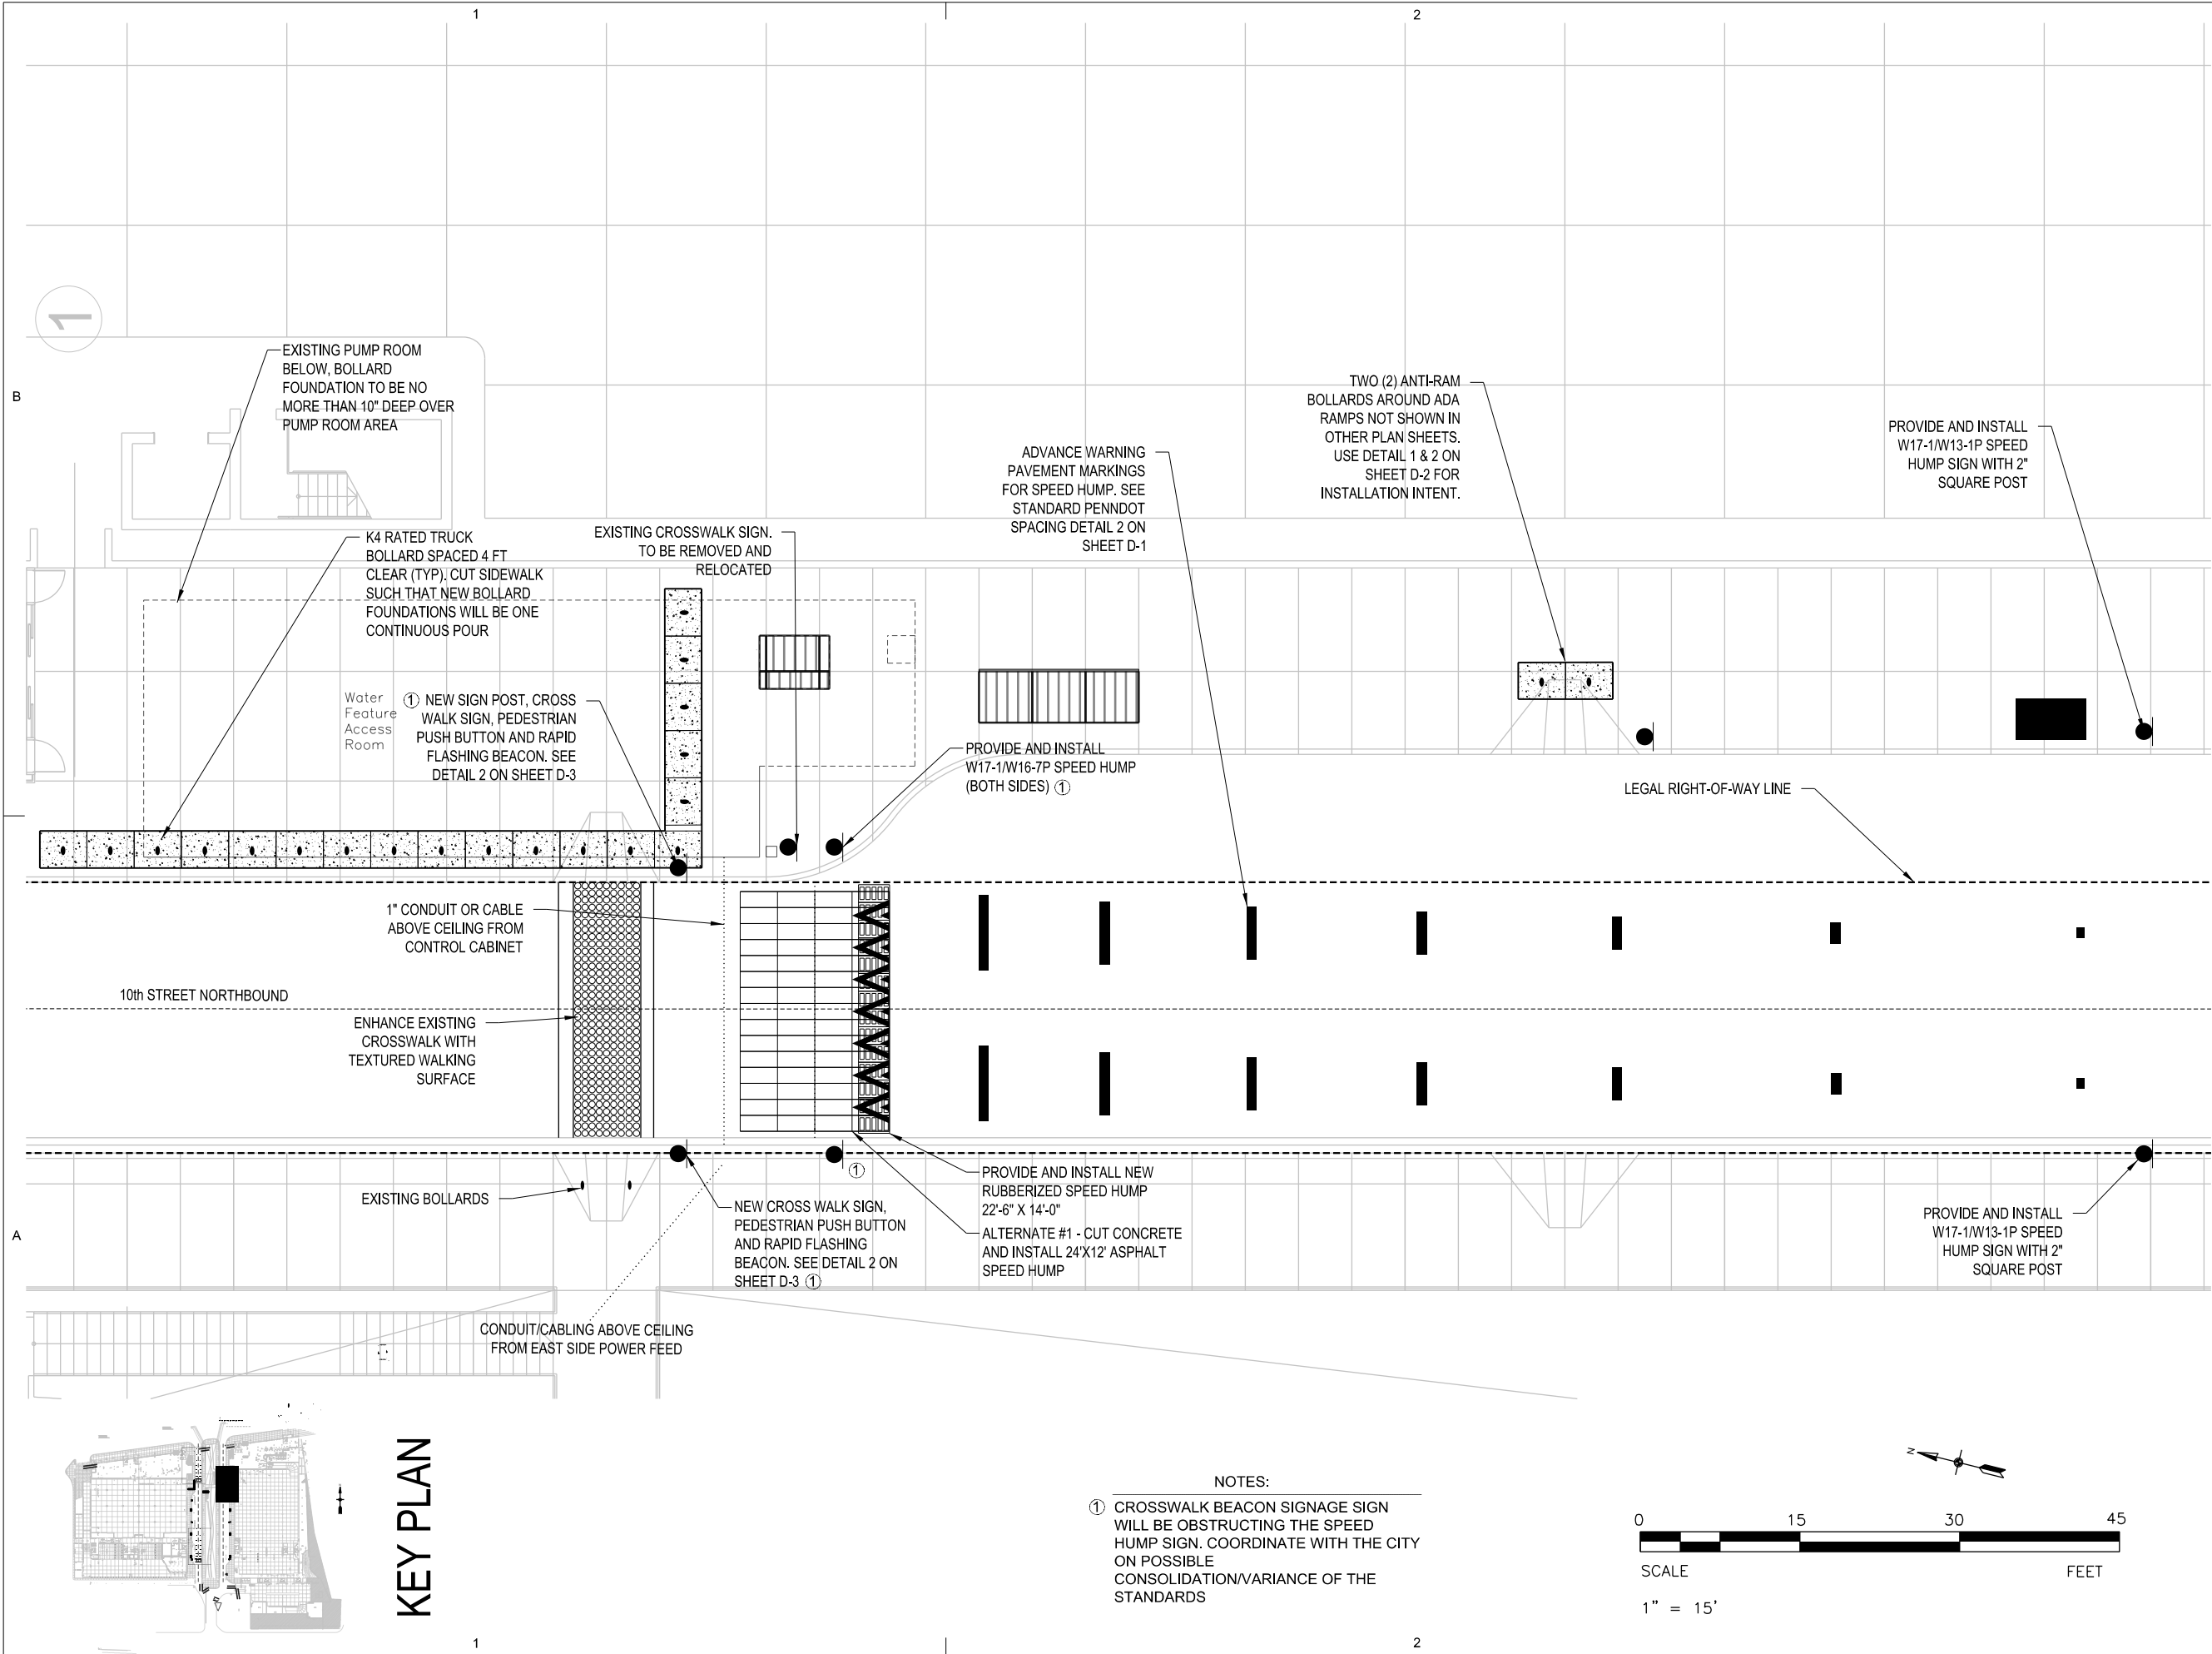 1
2
1
B
EXISTING PUMP ROOM
BELOW, BOLLARD
FOUNDATION TO BE NO
MORE THAN 10" DEEP OVER
PUMP ROOM AREA
TWO (2) ANTI-RAM
BOLLARDS AROUND ADA
RAMPS NOT SHOWN IN
OTHER PLAN SHEETS.
USE DETAIL 1 & 2 ON
SHEET D-2 FOR
INSTALLATION INTENT.
PROVIDE AND INSTALL
W17-1/W13-1P SPEED
HUMP SIGN WITH 2"
SQUARE POST
ADVANCE WARNING
PAVEMENT MARKINGS
FOR SPEED HUMP. SEE
STANDARD PENNDOT
SPACING DETAIL 2 ON
SHEET D-1
K4 RATED TRUCK
BOLLARD SPACED 4 FT
CLEAR (TYP). CUT SIDEWALK
SUCH THAT NEW BOLLARD
FOUNDATIONS WILL BE ONE
CONTINUOUS POUR
EXISTING CROSSWALK SIGN.
TO BE REMOVED AND
RELOCATED
Water
Feature
Access
Room
① NEW SIGN POST, CROSS
WALK SIGN, PEDESTRIAN
PUSH BUTTON AND RAPID
FLASHING BEACON. SEE
DETAIL 2 ON SHEET D-3
PROVIDE AND INSTALL
W17-1/W16-7P SPEED HUMP
(BOTH SIDES) ①
LEGAL RIGHT-OF-WAY LINE
1" CONDUIT OR CABLE
ABOVE CEILING FROM
CONTROL CABINET
10th STREET NORTHBOUND
ENHANCE EXISTING
CROSSWALK WITH
TEXTURED WALKING
SURFACE
①
EXISTING BOLLARDS
NEW CROSS WALK SIGN,
PEDESTRIAN PUSH BUTTON
AND RAPID FLASHING
BEACON. SEE DETAIL 2 ON
SHEET D-3 ①
PROVIDE AND INSTALL NEW
RUBBERIZED SPEED HUMP
22'-6" X 14'-0"
ALTERNATE #1 - CUT CONCRETE
AND INSTALL 24'X12' ASPHALT
SPEED HUMP
PROVIDE AND INSTALL
W17-1/W13-1P SPEED
HUMP SIGN WITH 2"
SQUARE POST
A
CONDUIT/CABLING ABOVE CEILING
FROM EAST SIDE POWER FEED
KEY PLAN
NOTES:
① CROSSWALK BEACON SIGNAGE SIGN
WILL BE OBSTRUCTING THE SPEED
HUMP SIGN. COORDINATE WITH THE CITY
ON POSSIBLE
CONSOLIDATION/VARIANCE OF THE
STANDARDS
N
0 15 30 45
SCALE FEET
1" = 15'
1
2